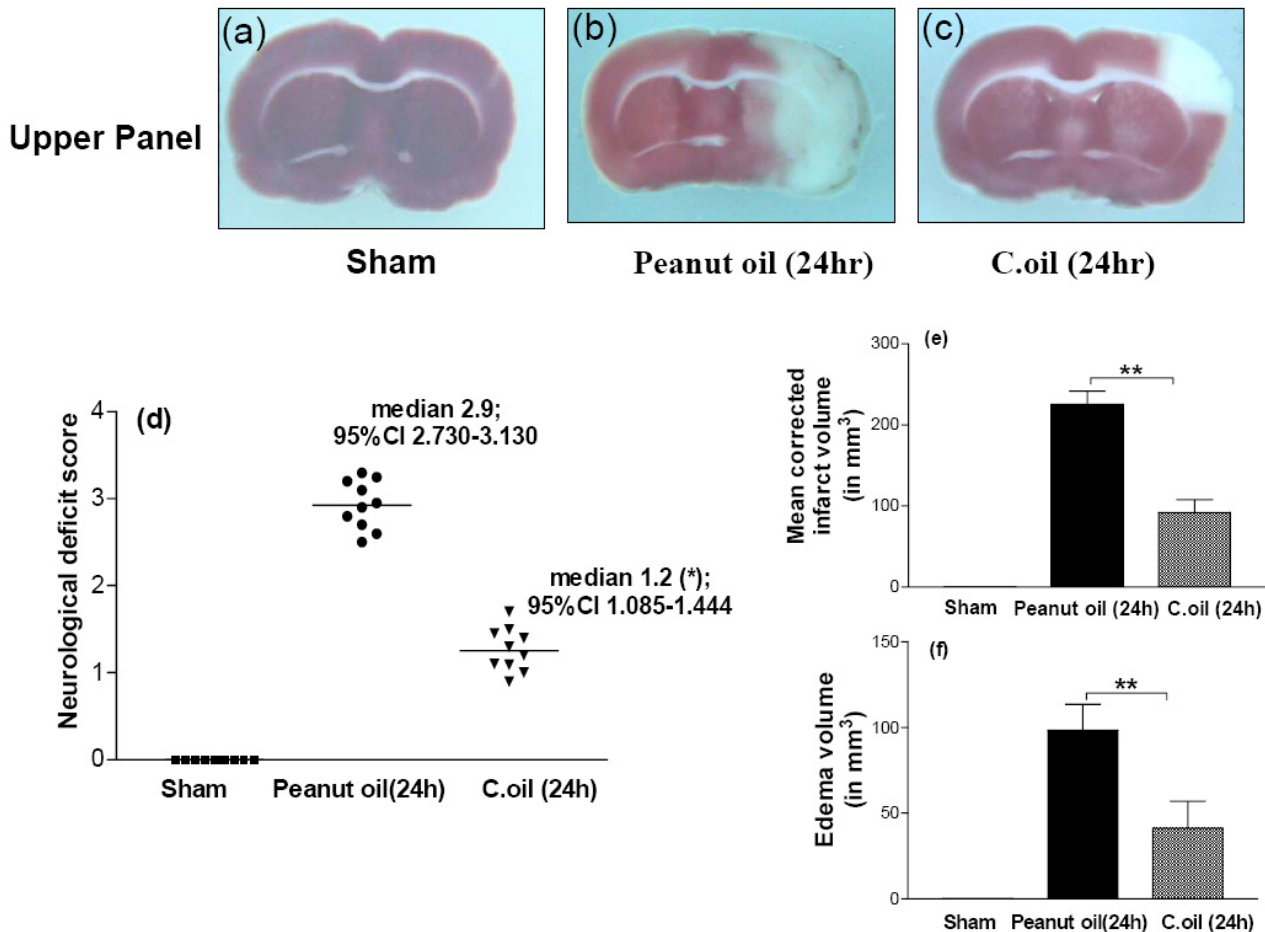 (a)
(b)
(c)
Upper Panel
Sham
Peanut oil (24hr)
C.oil (24hr)
(d)
Neurological deficit score
4
3
2
1
0
median 2.9;
95%CI 2.730-3.130
median 1.2 (*);
95%CI 1.085-1.444
Sham
Peanut oil(24h)
C.oil (24h)
(e)
Mean corrected
infarct volume
(in mm³)
300
200
100
0
**
Sham
Peanut oil (24h)
C.oil (24h)
(f)
Edema volume
(in mm³)
150
100
50
0
**
Sham
Peanut oil(24h)
C.oil (24h)